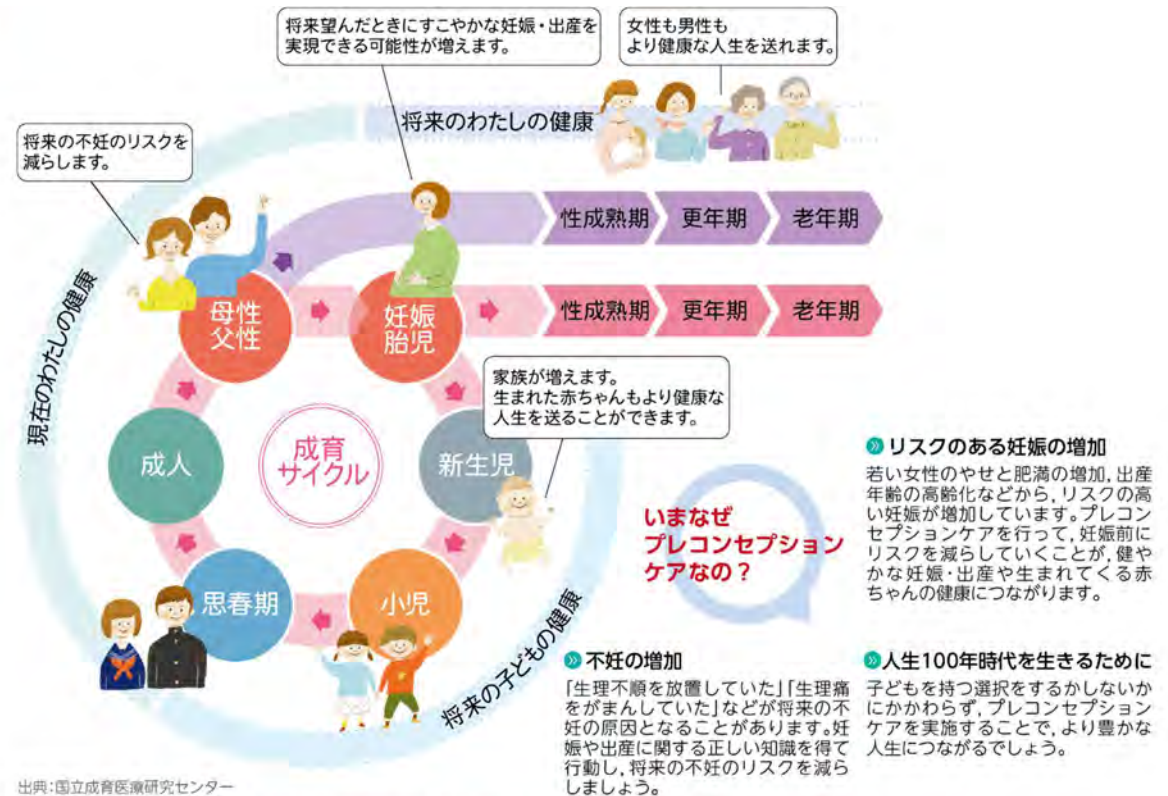 将来望んだときにすこやかな妊娠・出産を
実現できる可能性が増えます。
女性も男性も
より健康な人生を送れます。
将来のわたしの健康
将来の不妊のリスクを
減らします。
現在のわたしの健康
性成熟期
更年期
老年期
母性
父性
妊娠
胎児
性成熟期
更年期
老年期
家族が増えます。
生まれた赤ちゃんもより健康な
人生を送ることができます。
成人
成育
サイクル
新生児
思春期
小児
将来の子どもの健康
いまなぜ
プレコンセプション
ケアなの?
リスクのある妊娠の増加
若い女性のやせと肥満の増加,出産
年齢の高齢化などから,リスクの高
い妊娠が増加しています。プレコン
セプションケアを行って,妊娠前に
リスクを減らしていくことが,健や
かな妊娠・出産や生まれてくる赤
ちゃんの健康につながります。
不妊の増加
「生理不順を放置していた」「生理痛
をがまんしていた」などが将来の不
妊の原因となることがあります。妊
娠や出産に関する正しい知識を得て
行動し,将来の不妊のリスクを減ら
しましょう。
人生100年時代を生きるために
子どもを持つ選択をするかしないか
にかかわらず,プレコンセプション
ケアを実施することで,より豊かな
人生につながるでしょう。
出典:国立成育医療研究センター